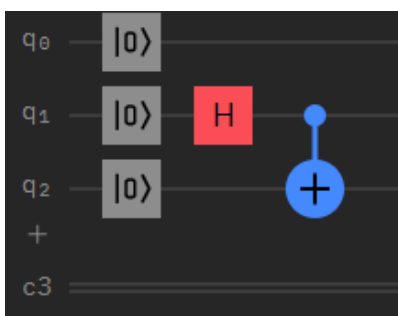 q₀ |0⟩
q₁ |0⟩ H
q₂ |0⟩ +
+
c3